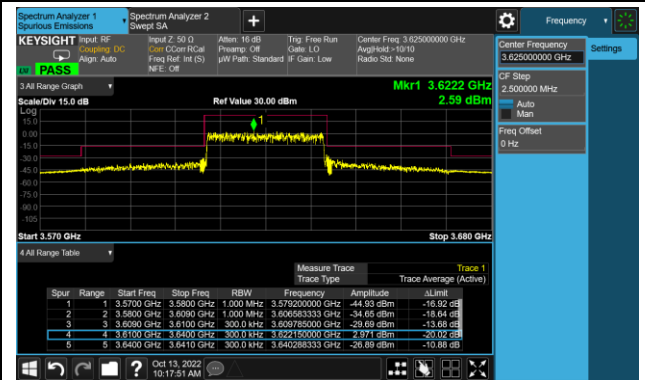 Spectrum Analyzer 1
Spurious Emissions
Spectrum Analyzer 2
Swept SA
Frequency
KEYSIGHT
Input: RF
Coupling: DC
Align: Auto
Input Z: 50 Ω
Corr CCorr RCal
Freq Ref: Int (S)
NFE: Off
Atten: 16 dB
Preamp: Off
µW Path: Standard
Trig: Free Run
Gate: LO
IF Gain: Low
Center Freq: 3.625000000 GHz
Avg|Hold:>10/10
Radio Std: None
PASS
Center Frequency
3.625000000 GHz
Settings
CF Step
2.500000 MHz
Auto
Man
Freq Offset
0 Hz
3 All Range Graph
Mkr1 3.6222 GHz
Scale/Div 15.0 dB
Ref Value 30.00 dBm
2.59 dBm
Log
15.0
0.00
-15.0
-30.0
-45.0
-60.0
-75.0
-90.0
-105
1
Start 3.570 GHz
Stop 3.680 GHz
4 All Range Table
Measure Trace Trace 1
Trace Type Trace Average (Active)
Spur Range Start Freq Stop Freq RBW Frequency Amplitude ΔLimit
1 1 3.5700 GHz 3.5800 GHz 1.000 MHz 3.579200000 GHz -44.93 dBm -16.92 dB
2 2 3.5800 GHz 3.6090 GHz 1.000 MHz 3.606583333 GHz -34.65 dBm -18.64 dB
3 3 3.6090 GHz 3.6100 GHz 300.0 kHz 3.609785000 GHz -29.69 dBm -13.68 dB
4 4 3.6100 GHz 3.6400 GHz 300.0 kHz 3.622150000 GHz 2.971 dBm -20.02 dB
5 5 3.6400 GHz 3.6410 GHz 300.0 kHz 3.640288333 GHz -26.89 dBm -10.88 dB
?
Oct 13, 2022
10:17:51 AM